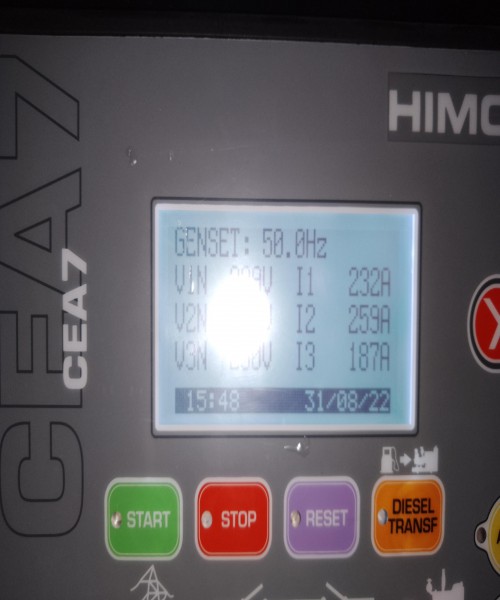 CEA7
CEA7
HIMO
GENSET: 50.0Hz
V1N V I1 232A
V2N V I2 259A
V3N V I3 187A
15:48 31/08/22
START
STOP
RESET
DIESEL
TRANSF